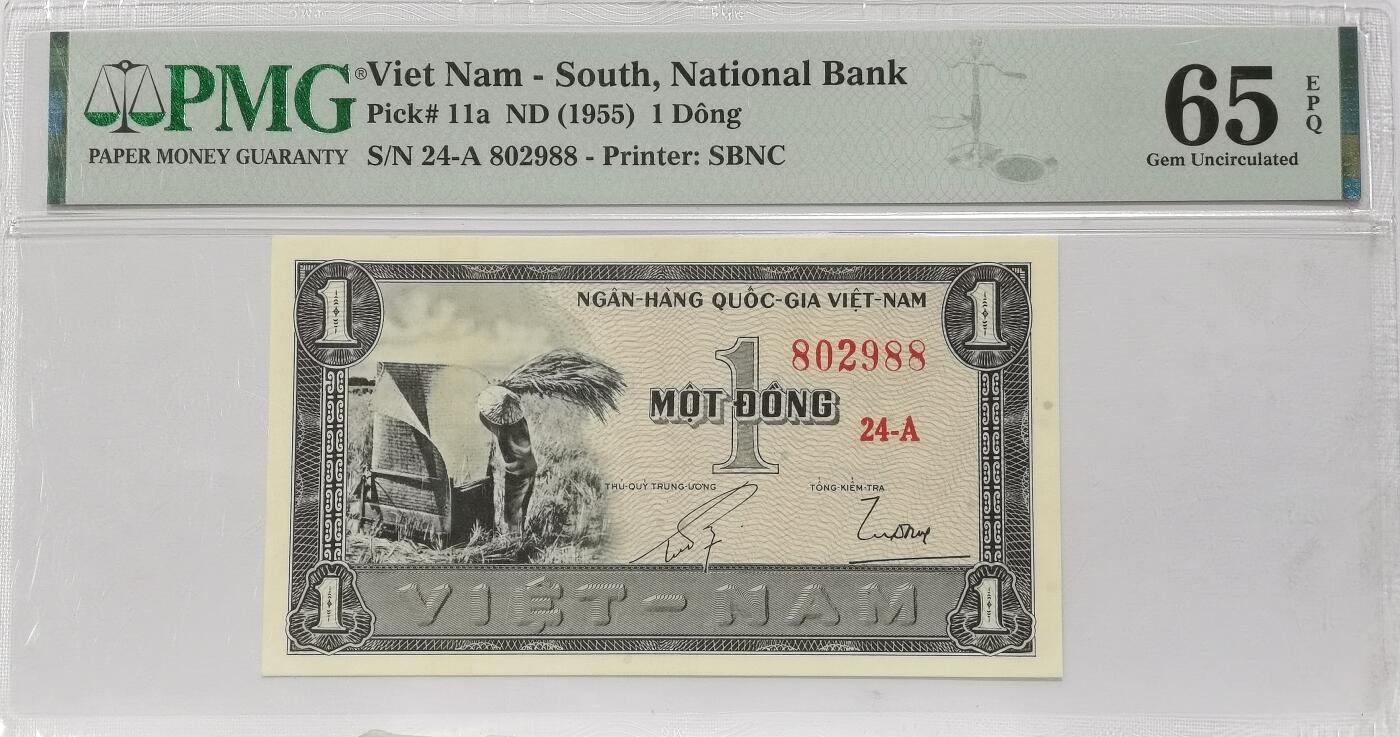 PMG®
PAPER MONEY GUARANTY
Viet Nam - South, National Bank
Pick# 11a ND (1955) 1 Dông
S/N 24-A 802988 - Printer: SBNC
65
EPQ
Gem Uncirculated
1
1
NGÂN-HÀNG QUỐC-GIA VIỆT-NAM
802988
1
MỘT ĐỒNG
24-A
THỦ-QUỸ TRUNG-ƯƠNG
TỔNG-KIỂM-TRA
1
VIỆT-NAM
1